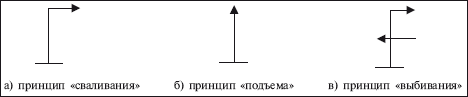 а) принцип «сваливания»
б) принцип «подъема»
в) принцип «выбивания»